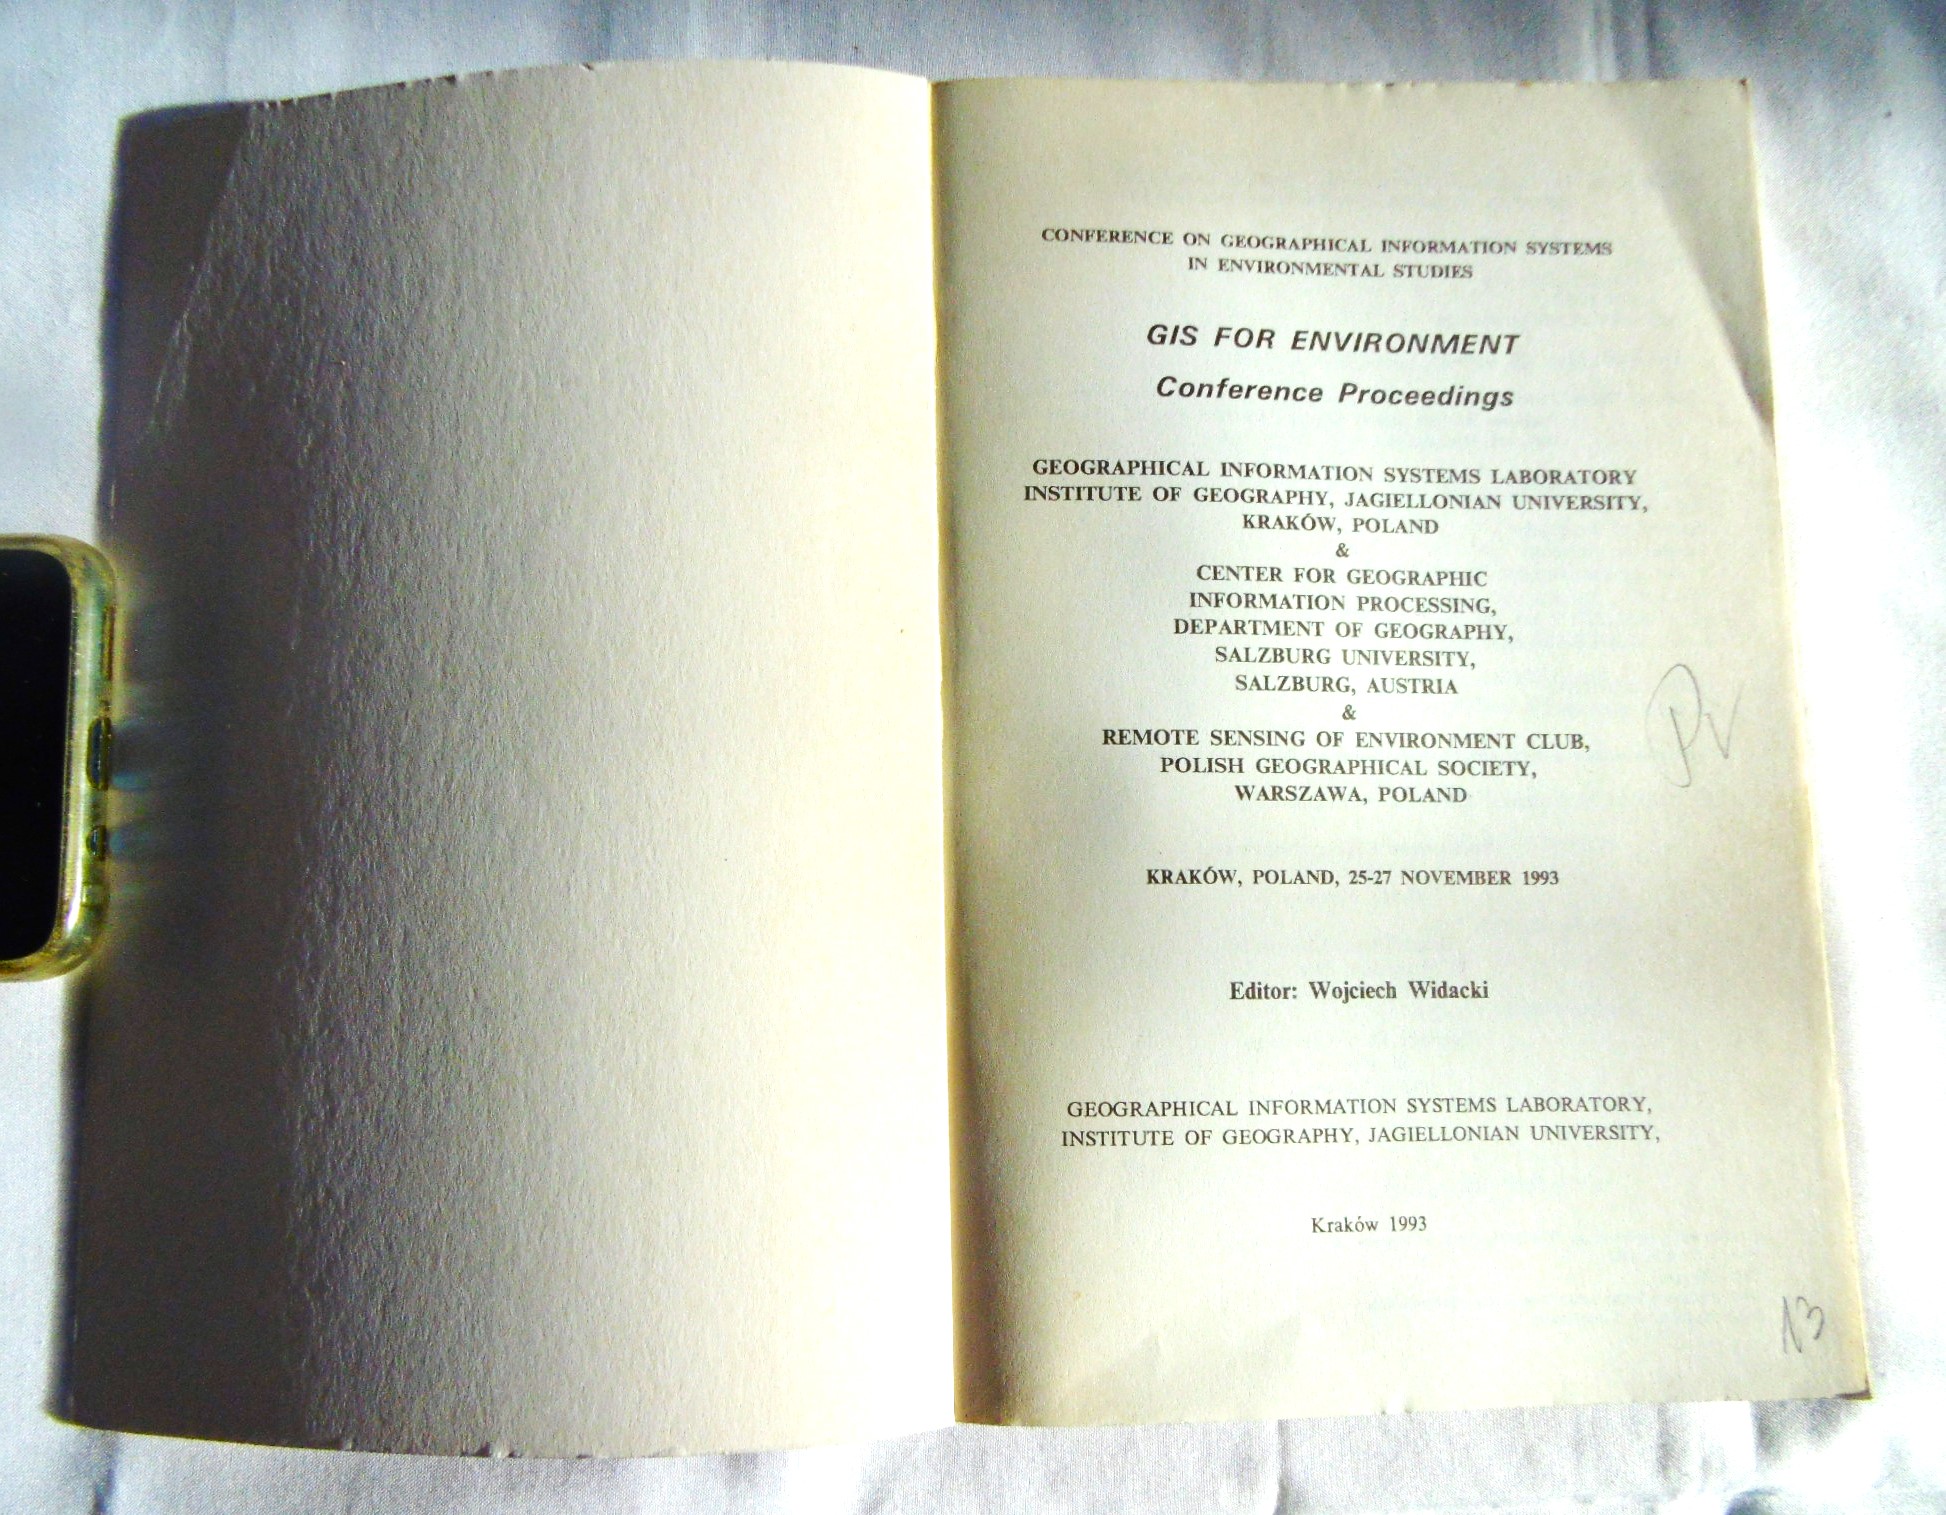 CONFERENCE ON GEOGRAPHICAL INFORMATION SYSTEMS
IN ENVIRONMENTAL STUDIES
GIS FOR ENVIRONMENT
Conference Proceedings
GEOGRAPHICAL INFORMATION SYSTEMS LABORATORY
INSTITUTE OF GEOGRAPHY, JAGIELLONIAN UNIVERSITY,
KRAKÓW, POLAND
&
CENTER FOR GEOGRAPHIC
INFORMATION PROCESSING,
DEPARTMENT OF GEOGRAPHY,
SALZBURG UNIVERSITY,
SALZBURG, AUSTRIA
&
REMOTE SENSING OF ENVIRONMENT CLUB,
POLISH GEOGRAPHICAL SOCIETY,
WARSZAWA, POLAND
KRAKÓW, POLAND, 25-27 NOVEMBER 1993
Editor: Wojciech Widacki
GEOGRAPHICAL INFORMATION SYSTEMS LABORATORY,
INSTITUTE OF GEOGRAPHY, JAGIELLONIAN UNIVERSITY,
Kraków 1993
13